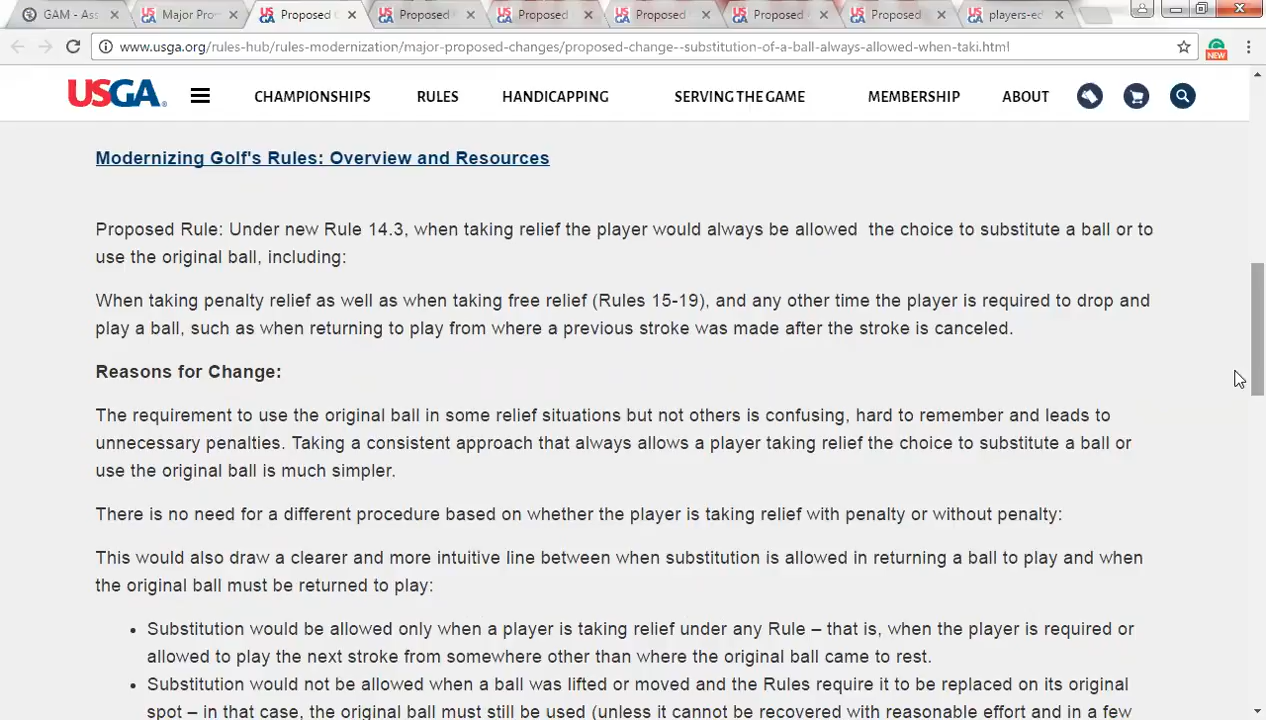 GAM - Ass
Major Pro
Proposed C
Proposed
Proposed
Proposed
Proposed
Proposed
players-ed
www.usga.org/rules-hub/rules-modernization/major-proposed-changes/proposed-change--substitution-of-a-ball-always-allowed-when-taki.html
NEW
USGA
CHAMPIONSHIPS
RULES
HANDICAPPING
SERVING THE GAME
MEMBERSHIP
ABOUT
Modernizing Golf's Rules: Overview and Resources
Proposed Rule: Under new Rule 14.3, when taking relief the player would always be allowed the choice to substitute a ball or to
use the original ball, including:
When taking penalty relief as well as when taking free relief (Rules 15-19), and any other time the player is required to drop and
play a ball, such as when returning to play from where a previous stroke was made after the stroke is canceled.
Reasons for Change:
The requirement to use the original ball in some relief situations but not others is confusing, hard to remember and leads to
unnecessary penalties. Taking a consistent approach that always allows a player taking relief the choice to substitute a ball or
use the original ball is much simpler.
There is no need for a different procedure based on whether the player is taking relief with penalty or without penalty:
This would also draw a clearer and more intuitive line between when substitution is allowed in returning a ball to play and when
the original ball must be returned to play:
• Substitution would be allowed only when a player is taking relief under any Rule – that is, when the player is required or
allowed to play the next stroke from somewhere other than where the original ball came to rest.
• Substitution would not be allowed when a ball was lifted or moved and the Rules require it to be replaced on its original
spot – in that case, the original ball must still be used (unless it cannot be recovered with reasonable effort and in a few